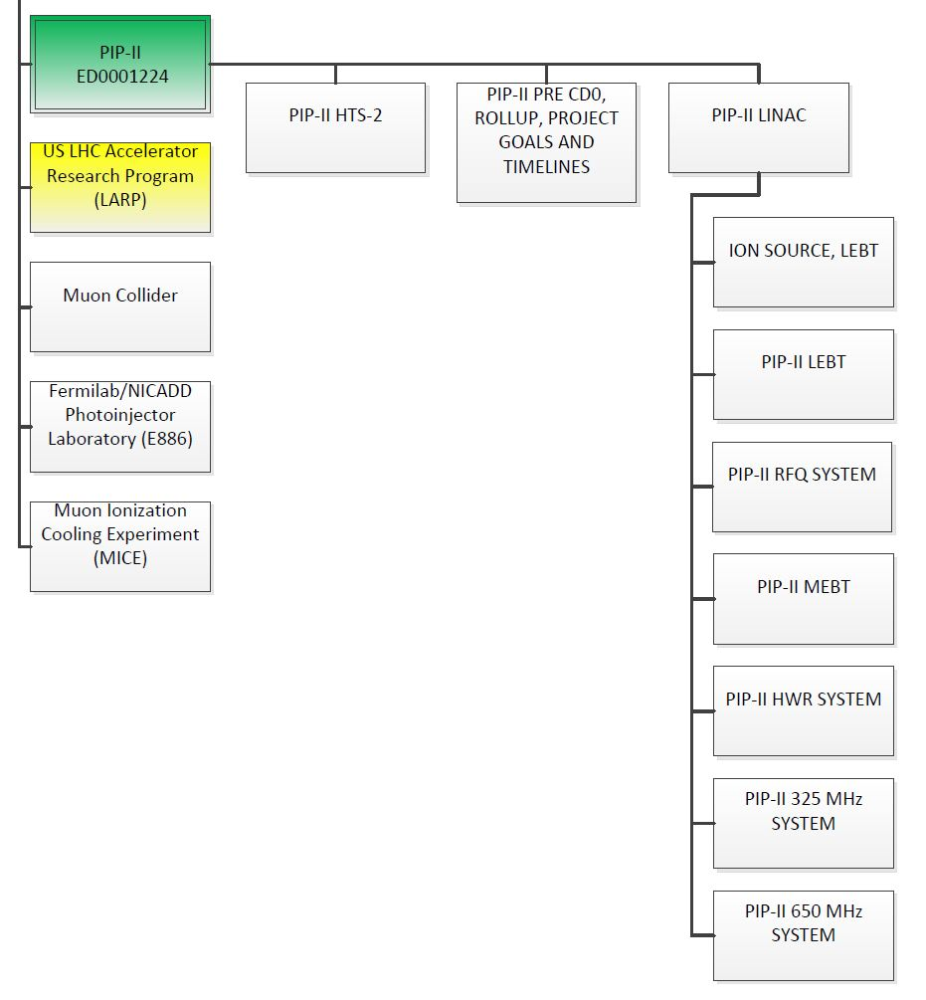 PIP-II
ED0001224
PIP-II HTS-2
PIP-II PRE CD0,
ROLLUP, PROJECT
GOALS AND
TIMELINES
PIP-II LINAC
US LHC Accelerator
Research Program
(LARP)
Muon Collider
Fermilab/NICADD
Photoinjector
Laboratory (E886)
Muon Ionization
Cooling Experiment
(MICE)
ION SOURCE, LEBT
PIP-II LEBT
PIP-II RFQ SYSTEM
PIP-II MEBT
PIP-II HWR SYSTEM
PIP-II 325 MHz
SYSTEM
PIP-II 650 MHz
SYSTEM